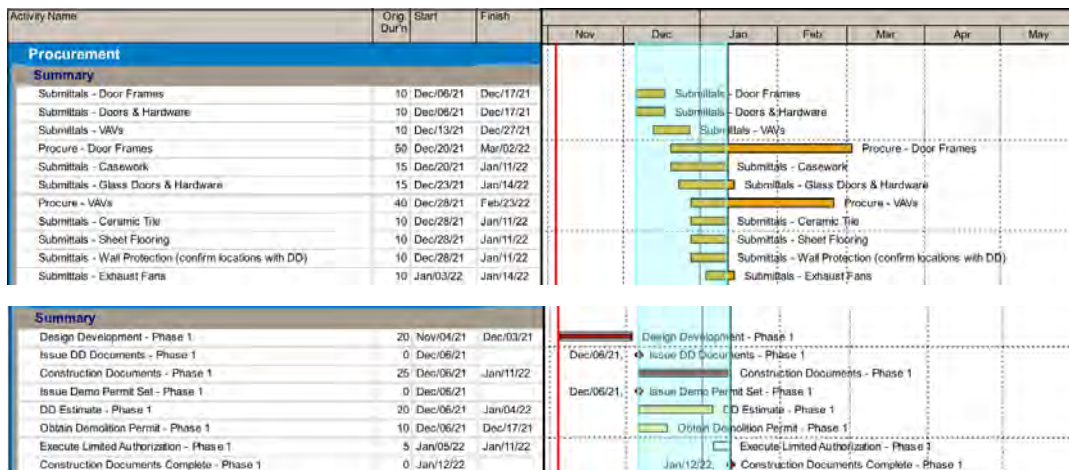 Activity Name Orig Dur'n Start Finish Nov Dec Jan Feb Mar Apr May
Procurement
Summary
Submittals - Door Frames 10 Dec/06/21 Dec/17/21 Submittals - Door Frames
Submittals - Doors & Hardware 10 Dec/06/21 Dec/17/21 Submittals - Doors & Hardware
Submittals - VAVs 10 Dec/13/21 Dec/27/21 Submittals - VAVs
Procure - Door Frames 50 Dec/20/21 Mar/02/22 Procure - Door Frames
Submittals - Casework 15 Dec/20/21 Jan/11/22 Submittals - Casework
Submittals - Glass Doors & Hardware 15 Dec/23/21 Jan/14/22 Submittals - Glass Doors & Hardware
Procure - VAVs 40 Dec/28/21 Feb/23/22 Procure - VAVs
Submittals - Ceramic Tile 10 Dec/28/21 Jan/11/22 Submittals - Ceramic Tile
Submittals - Sheet Flooring 10 Dec/28/21 Jan/11/22 Submittals - Sheet Flooring
Submittals - Wall Protection (confirm locations with DD) 10 Dec/28/21 Jan/11/22 Submittals - Wall Protection (confirm locations with DD)
Submittals - Exhaust Fans 10 Jan/03/22 Jan/14/22 Submittals - Exhaust Fans
Summary
Design Development - Phase 1 20 Nov/04/21 Dec/03/21 Design Development - Phase 1
Issue DD Documents - Phase 1 0 Dec/06/21 Dec/06/21, Issue DD Documents - Phase 1
Construction Documents - Phase 1 25 Dec/06/21 Jan/11/22 Construction Documents - Phase 1
Issue Demo Permit Set - Phase 1 0 Dec/06/21 Dec/06/21, Issue Demo Permit Set - Phase 1
DD Estimate - Phase 1 20 Dec/06/21 Jan/04/22 DD Estimate - Phase 1
Obtain Demolition Permit - Phase 1 10 Dec/06/21 Dec/17/21 Obtain Demolition Permit - Phase 1
Execute Limited Authorization - Phase 1 5 Jan/05/22 Jan/11/22 Execute Limited Authorization - Phase 1
Construction Documents Complete - Phase 1 0 Jan/12/22 Jan/12/22, Construction Documents Complete - Phase 1